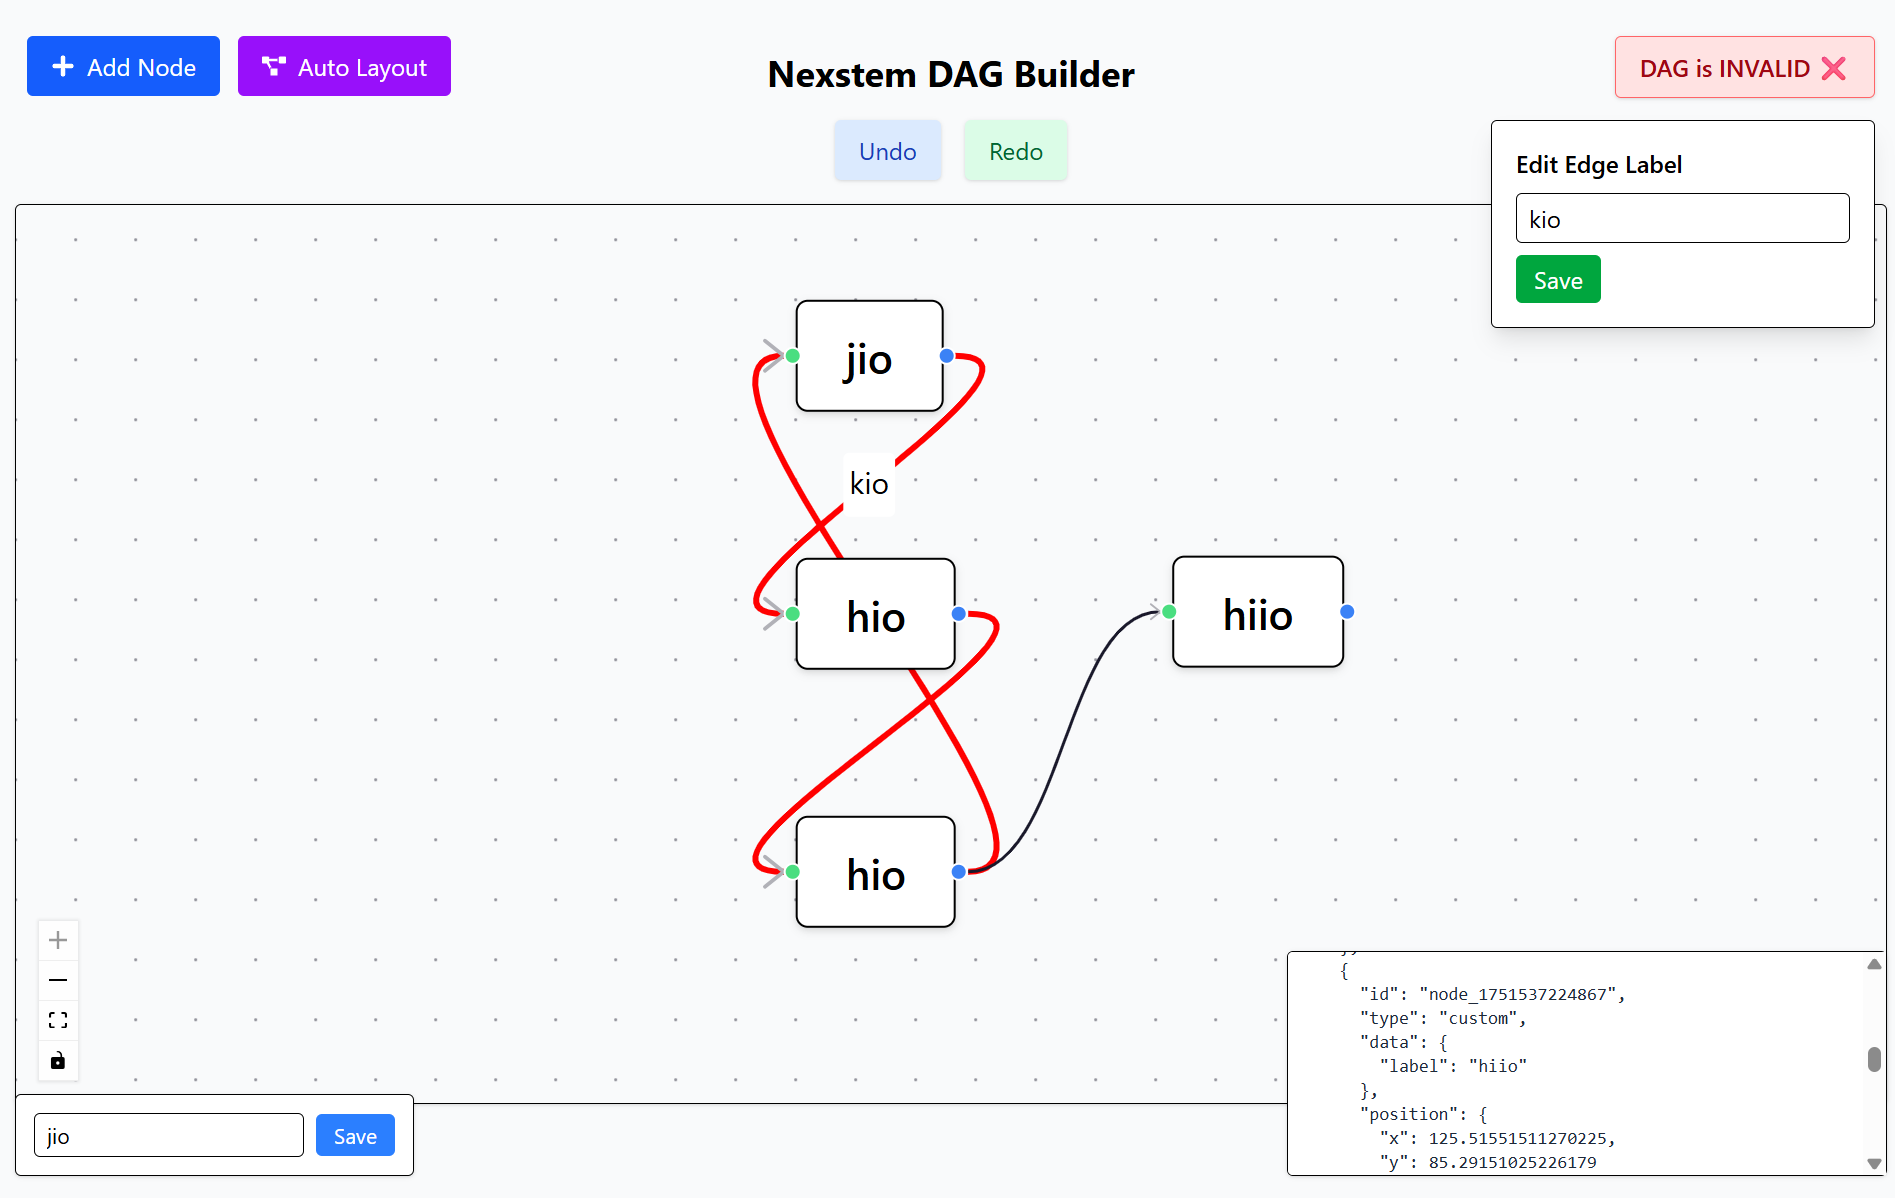 Add Node
Auto Layout
Nexstem DAG Builder
DAG is INVALID ❌
Undo
Redo
Edit Edge Label
kio
Save
jio
kio
hio
hiio
hio
{
"id": "node_1751537224867",
"type": "custom",
"data": {
"label": "hiio"
},
"position": {
"x": 125.51551511270225,
"y": 85.29151025226179
jio
Save